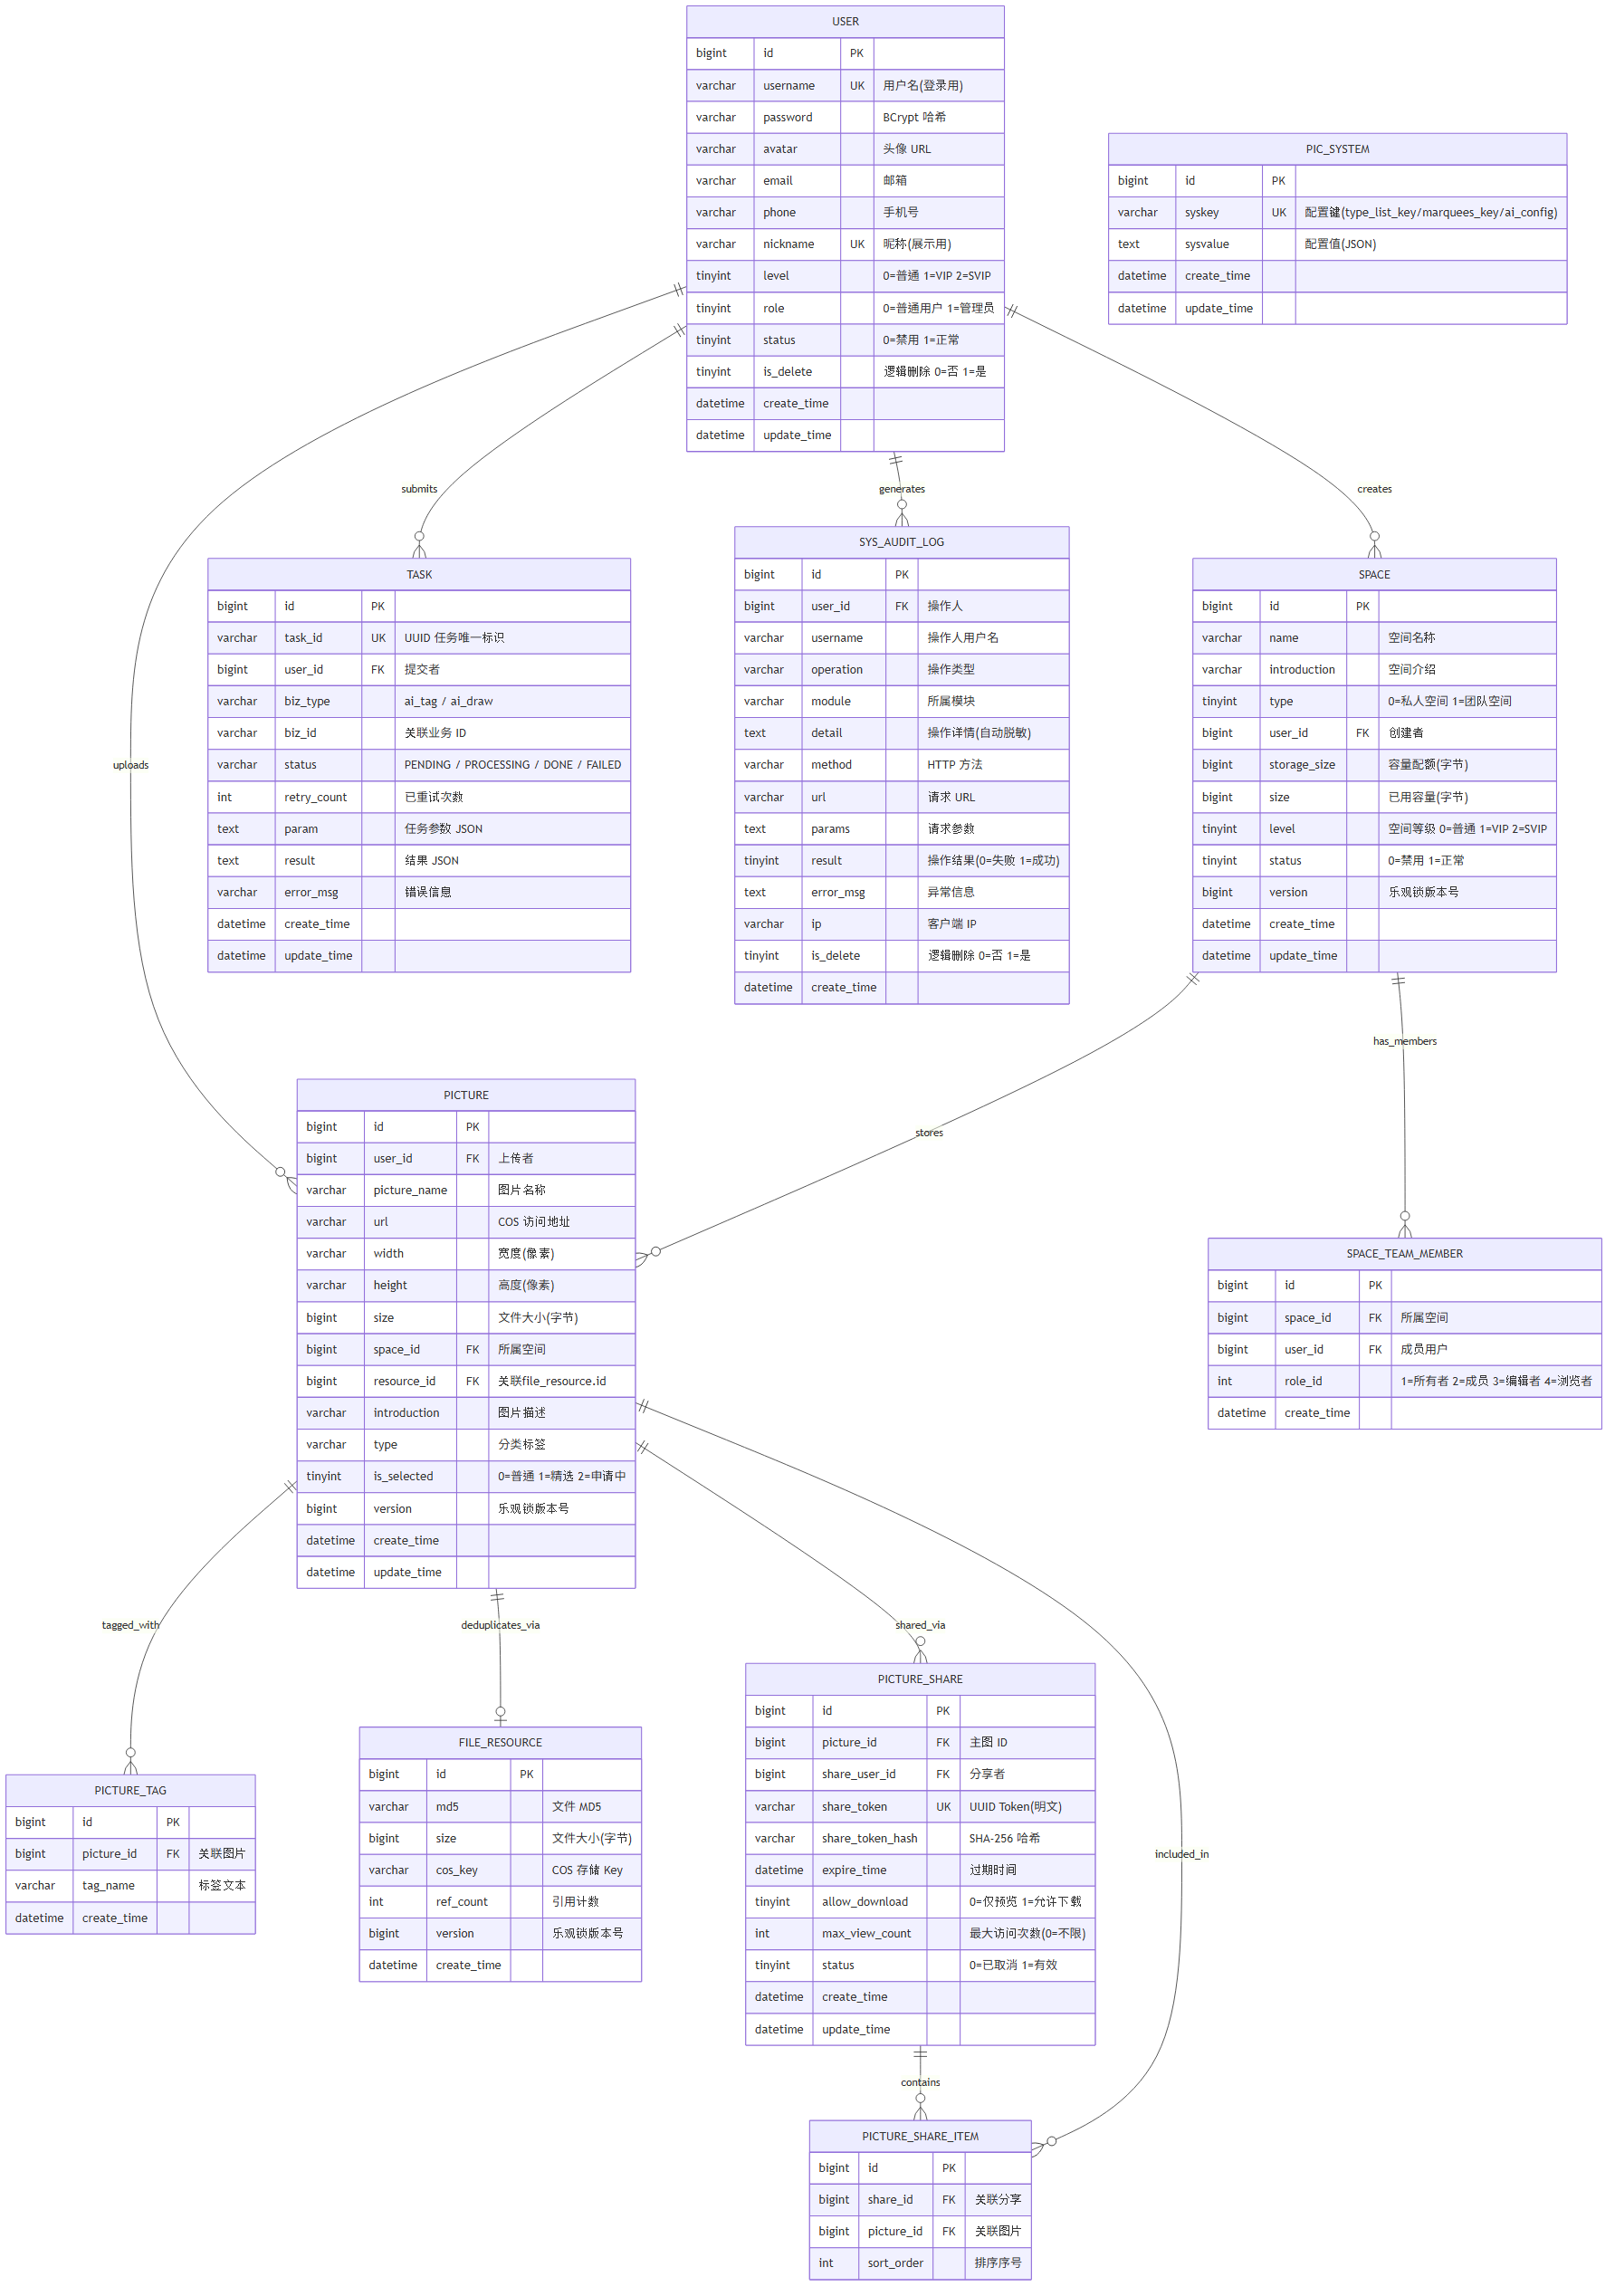 USER
bigint id PK
varchar username UK 用户名(登录用)
varchar password BCrypt 哈希
varchar avatar 头像 URL
varchar email 邮箱
varchar phone 手机号
varchar nickname UK 昵称(展示用)
tinyint level 0=普通 1=VIP 2=SVIP
tinyint role 0=普通用户 1=管理员
tinyint status 0=禁用 1=正常
tinyint is_delete 逻辑删除 0=否 1=是
datetime create_time
datetime update_time
PIC_SYSTEM
bigint id PK
varchar syskey UK 配置键(type_list_key/marquees_key/ai_config)
text sysvalue 配置值(JSON)
datetime create_time
datetime update_time
submits
generates
creates
uploads
TASK
bigint id PK
varchar task_id UK UUID 任务唯一标识
bigint user_id FK 提交者
varchar biz_type ai_tag / ai_draw
varchar biz_id 关联业务 ID
varchar status PENDING / PROCESSING / DONE / FAILED
int retry_count 已重试次数
text param 任务参数 JSON
text result 结果 JSON
varchar error_msg 错误信息
datetime create_time
datetime update_time
SYS_AUDIT_LOG
bigint id PK
bigint user_id FK 操作人
varchar username 操作人用户名
varchar operation 操作类型
varchar module 所属模块
text detail 操作详情(自动脱敏)
varchar method HTTP 方法
varchar url 请求 URL
text params 请求参数
tinyint result 操作结果(0=失败 1=成功)
text error_msg 异常信息
varchar ip 客户端 IP
tinyint is_delete 逻辑删除 0=否 1=是
datetime create_time
SPACE
bigint id PK
varchar name 空间名称
varchar introduction 空间介绍
tinyint type 0=私人空间 1=团队空间
bigint user_id FK 创建者
bigint storage_size 容量配额(字节)
bigint size 已用容量(字节)
tinyint level 空间等级 0=普通 1=VIP 2=SVIP
tinyint status 0=禁用 1=正常
bigint version 乐观锁版本号
datetime create_time
datetime update_time
has_members
stores
PICTURE
bigint id PK
bigint user_id FK 上传者
varchar picture_name 图片名称
varchar url COS 访问地址
varchar width 宽度(像素)
varchar height 高度(像素)
bigint size 文件大小(字节)
bigint space_id FK 所属空间
bigint resource_id FK 关联file_resource.id
varchar introduction 图片描述
varchar type 分类标签
tinyint is_selected 0=普通 1=精选 2=申请中
bigint version 乐观锁版本号
datetime create_time
datetime update_time
SPACE_TEAM_MEMBER
bigint id PK
bigint space_id FK 所属空间
bigint user_id FK 成员用户
int role_id 1=所有者 2=成员 3=编辑者 4=浏览者
datetime create_time
tagged_with
deduplicates_via
shared_via
included_in
PICTURE_TAG
bigint id PK
bigint picture_id FK 关联图片
varchar tag_name 标签文本
datetime create_time
FILE_RESOURCE
bigint id PK
varchar md5 文件 MD5
bigint size 文件大小(字节)
varchar cos_key COS 存储 Key
int ref_count 引用计数
bigint version 乐观锁版本号
datetime create_time
PICTURE_SHARE
bigint id PK
bigint picture_id FK 主图 ID
bigint share_user_id FK 分享者
varchar share_token UK UUID Token(明文)
varchar share_token_hash SHA-256 哈希
datetime expire_time 过期时间
tinyint allow_download 0=仅预览 1=允许下载
int max_view_count 最大访问次数(0=不限)
tinyint status 0=已取消 1=有效
datetime create_time
datetime update_time
contains
PICTURE_SHARE_ITEM
bigint id PK
bigint share_id FK 关联分享
bigint picture_id FK 关联图片
int sort_order 排序序号